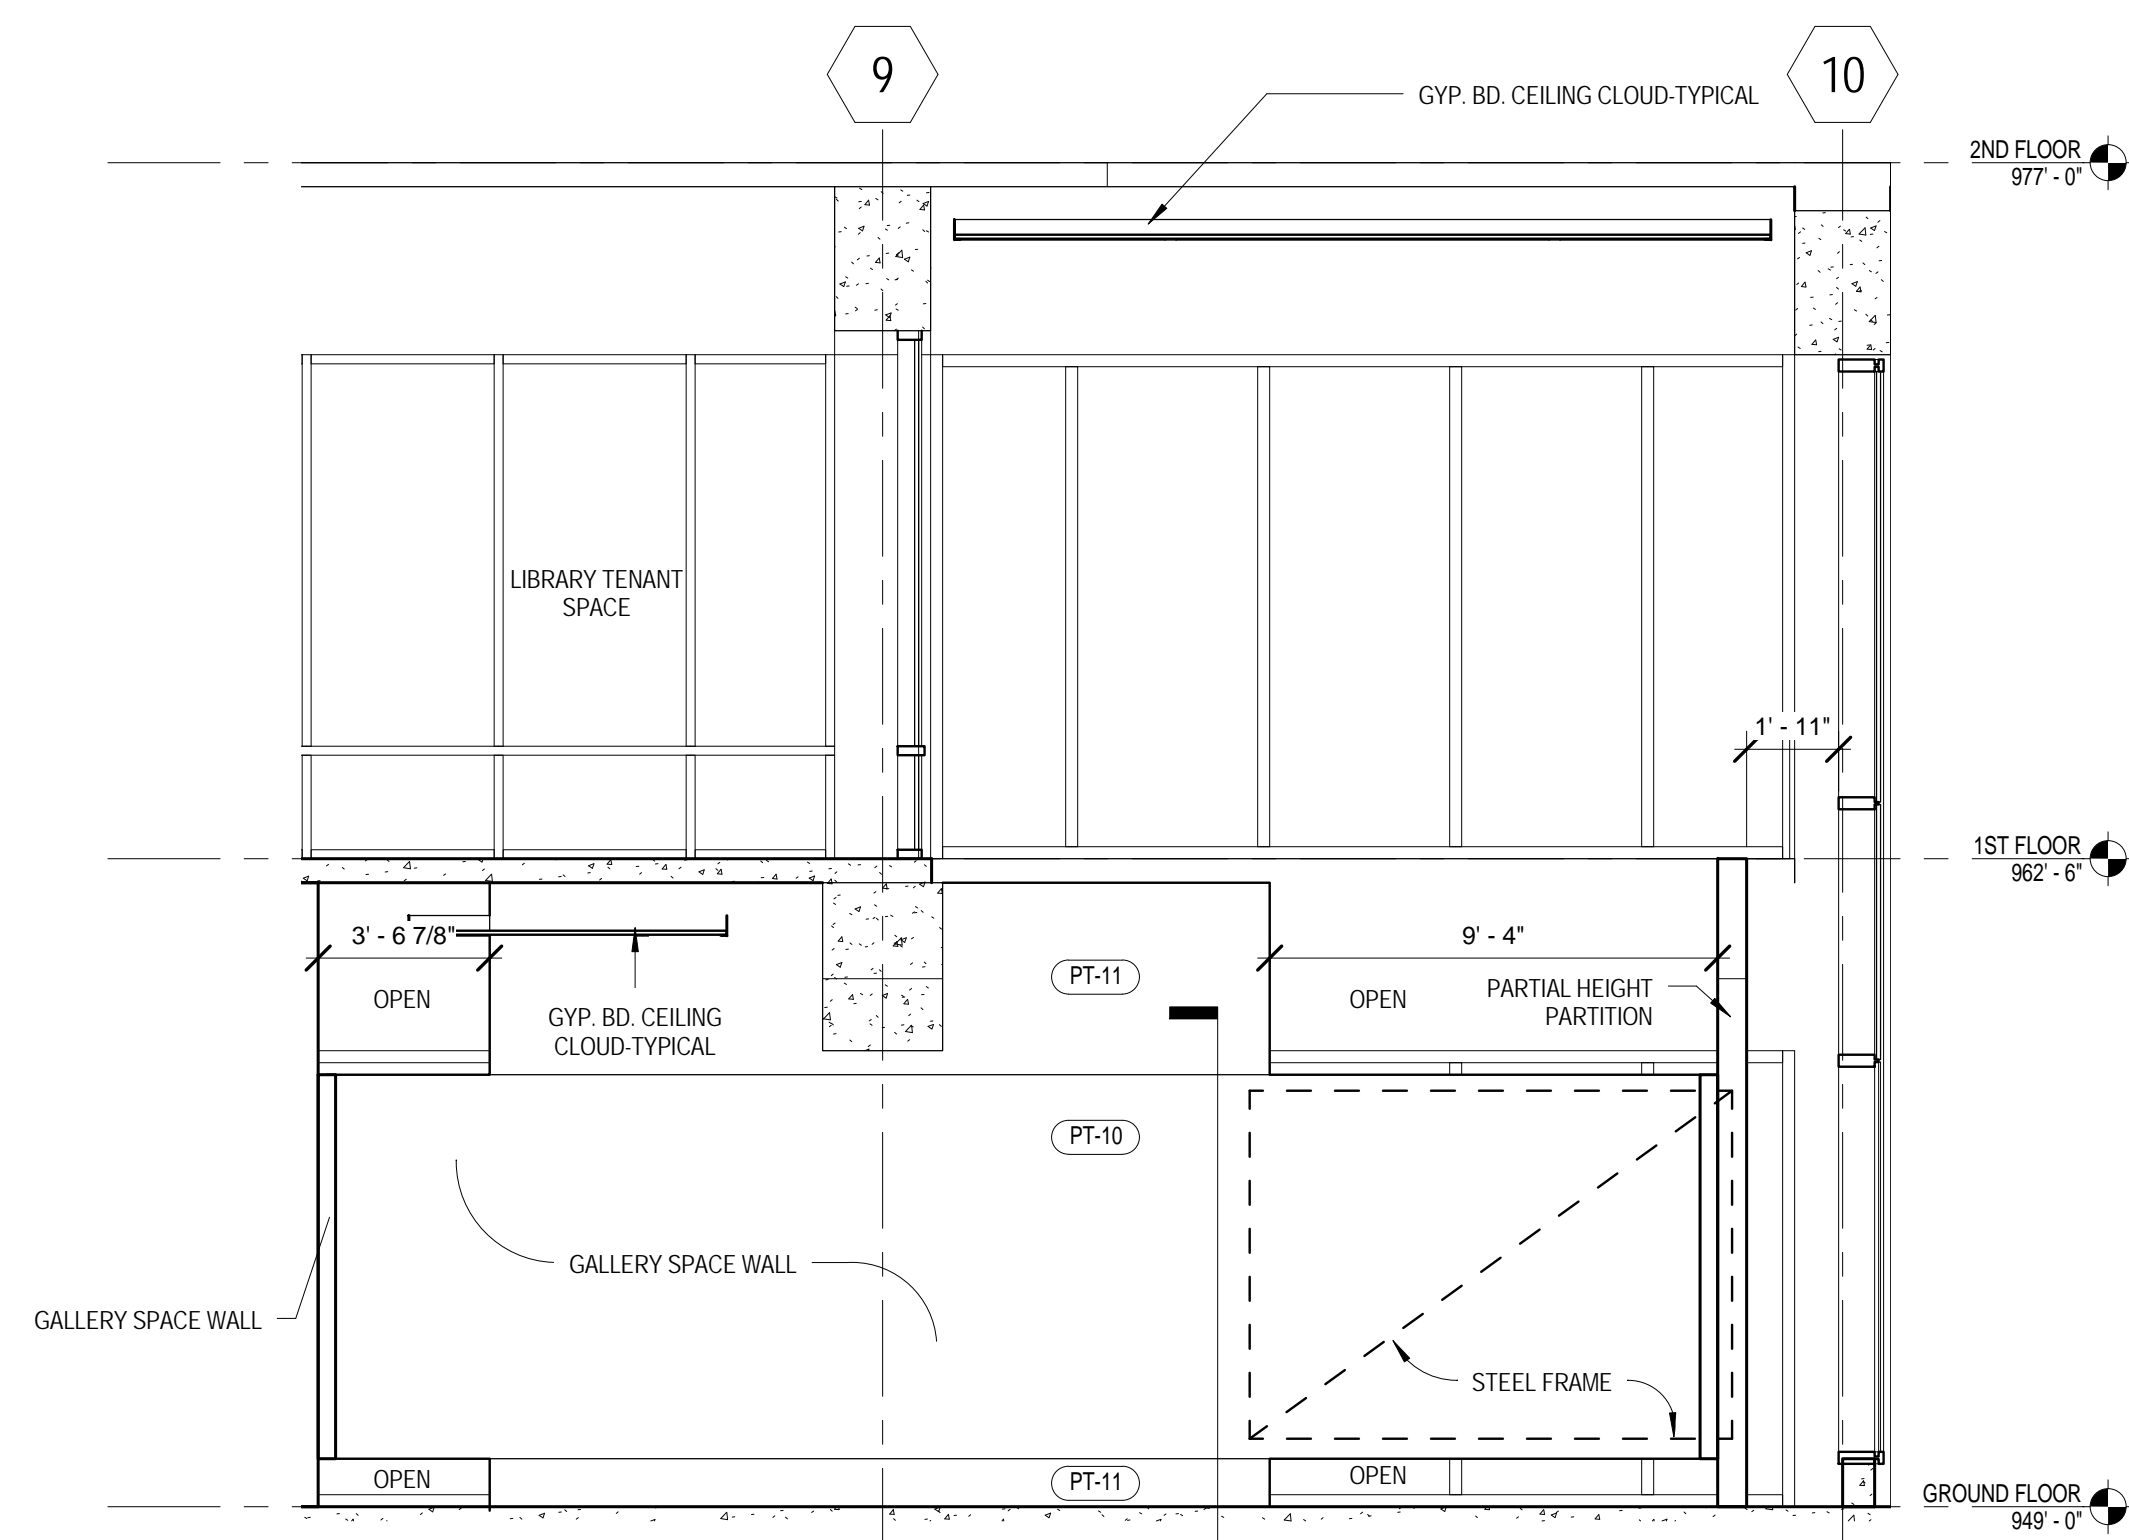 9
10
GYP. BD. CEILING CLOUD-TYPICAL
2ND FLOOR
977' - 0"
LIBRARY TENANT
SPACE
1' - 11"
1ST FLOOR
962' - 6"
3' - 6 7/8"
9' - 4"
OPEN
GYP. BD. CEILING
CLOUD-TYPICAL
PT-11
OPEN
PARTIAL HEIGHT
PARTITION
PT-10
GALLERY SPACE WALL
GALLERY SPACE WALL
STEEL FRAME
OPEN
PT-11
OPEN
GROUND FLOOR
949' - 0"